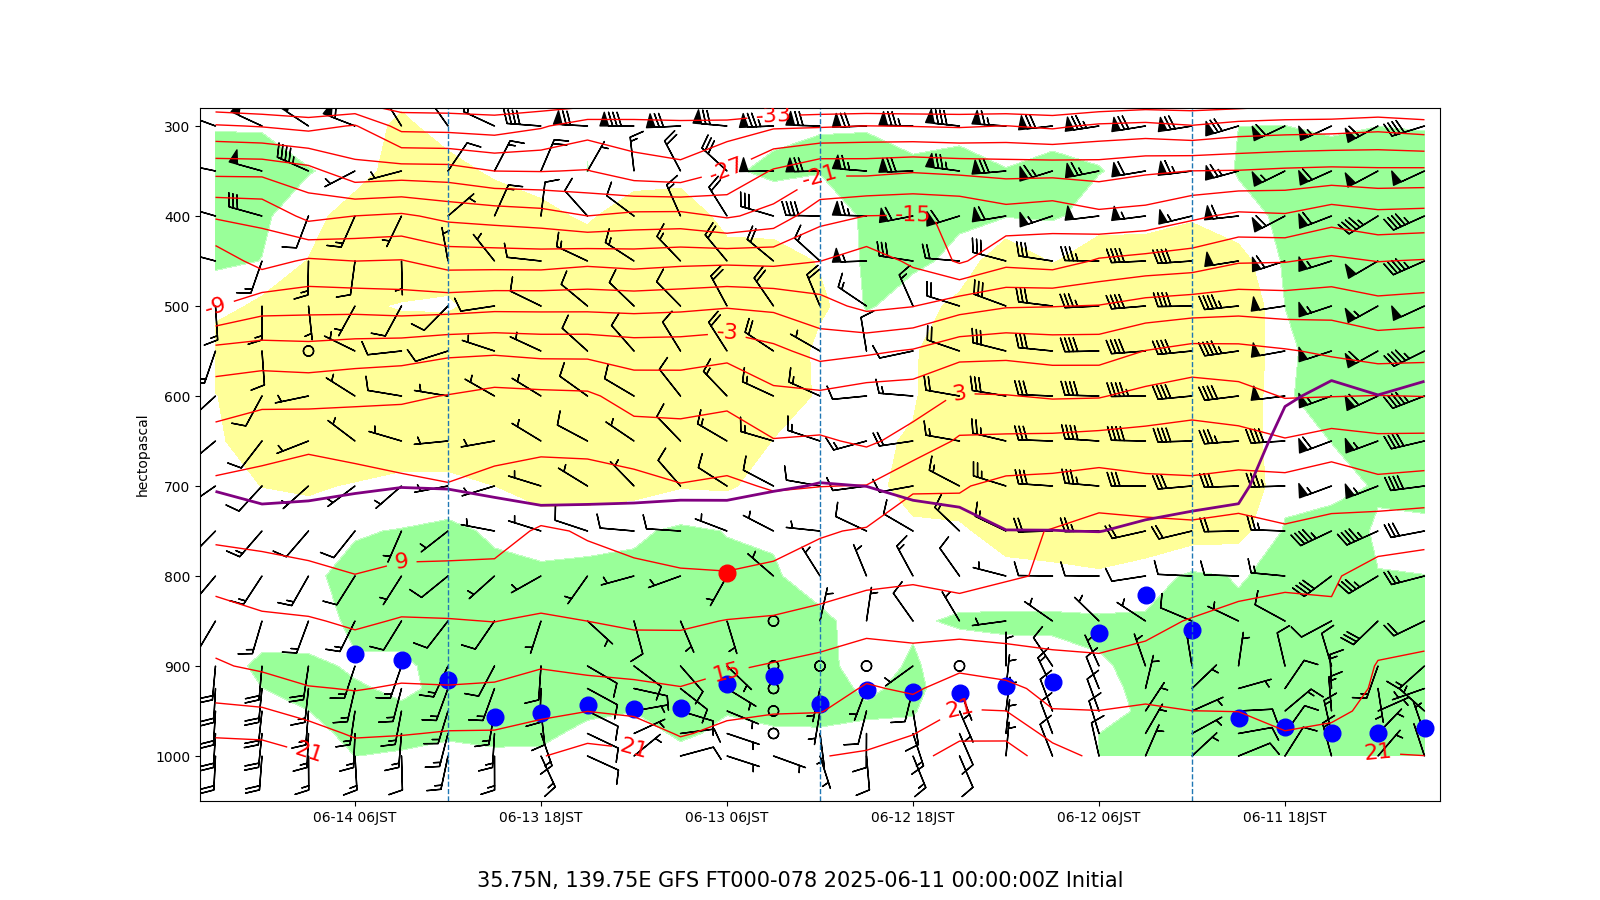 -33
300
-27
-21
400
-15
-9
500
-3
hectopascal
600
3
700
9
800
900
15
21
21
21
21
1000
06-14 06JST
06-13 18JST
06-13 06JST
06-12 18JST
06-12 06JST
06-11 18JST
35.75N, 139.75E GFS FT000-078 2025-06-11 00:00:00Z Initial